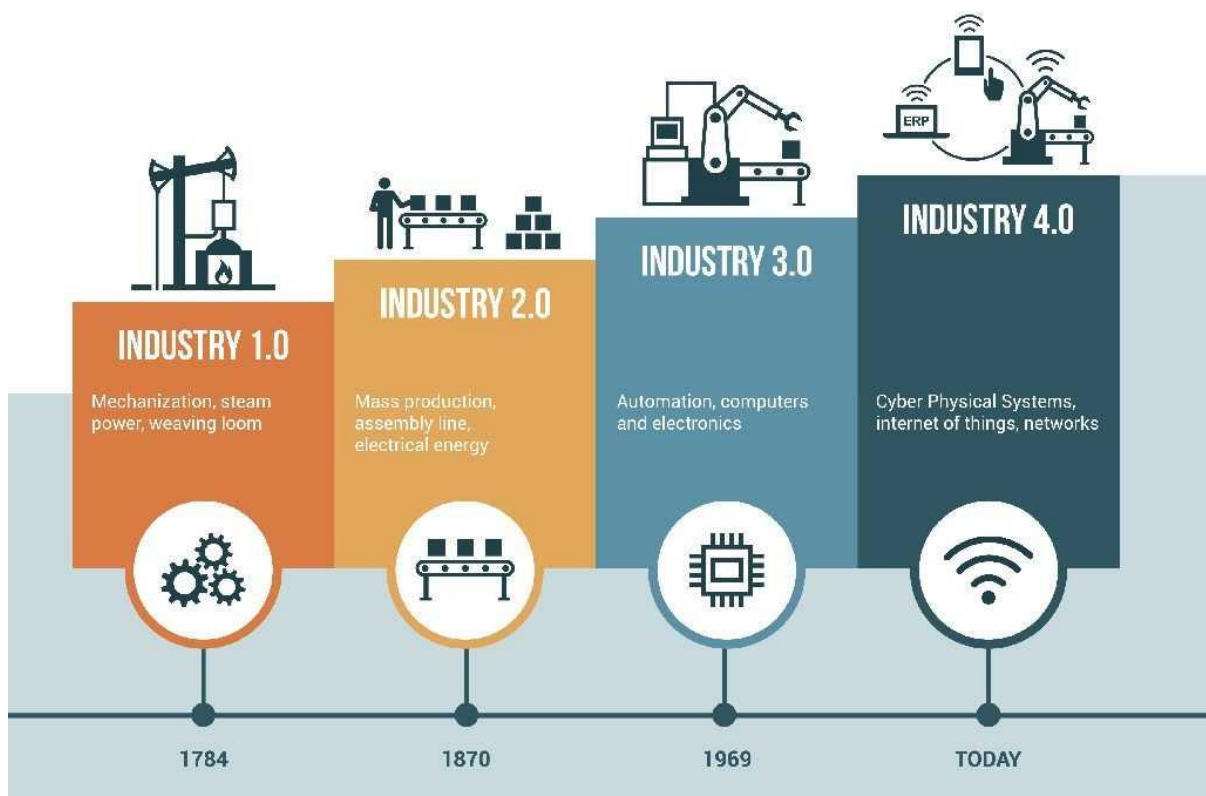 ERP
INDUSTRY 1.0
Mechanization, steam
power, weaving loom
INDUSTRY 2.0
Mass production,
assembly line,
electrical energy
INDUSTRY 3.0
Automation, computers
and electronics
INDUSTRY 4.0
Cyber Physical Systems,
internet of things, networks
1784
1870
1969
TODAY